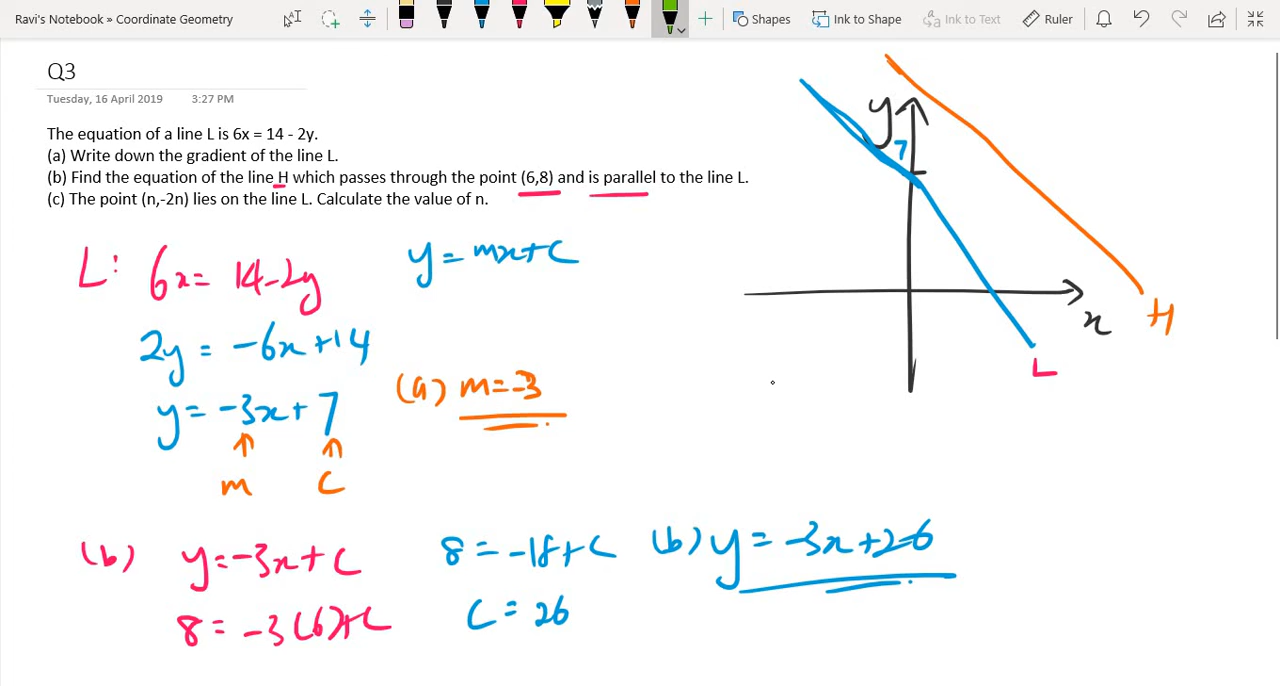 Ravi's Notebook » Coordinate Geometry
Shapes
Ink to Shape
Ink to Text
Ruler
Q3
Tuesday, 16 April 2019 3:27 PM
The equation of a line L is 6x = 14 - 2y.
(a) Write down the gradient of the line L.
(b) Find the equation of the line H which passes through the point (6,8) and is parallel to the line L.
(c) The point (n,-2n) lies on the line L. Calculate the value of n.
L: 6x = 14-2y
y = mx+c
2y = -6x+14
y = -3x+7
(a) m=-3
m c
y
7
x
H
L
(b) y=-3x+c
8 = -3(6)+c
8 = -18+c
c = 26
(b) y = -3x+26